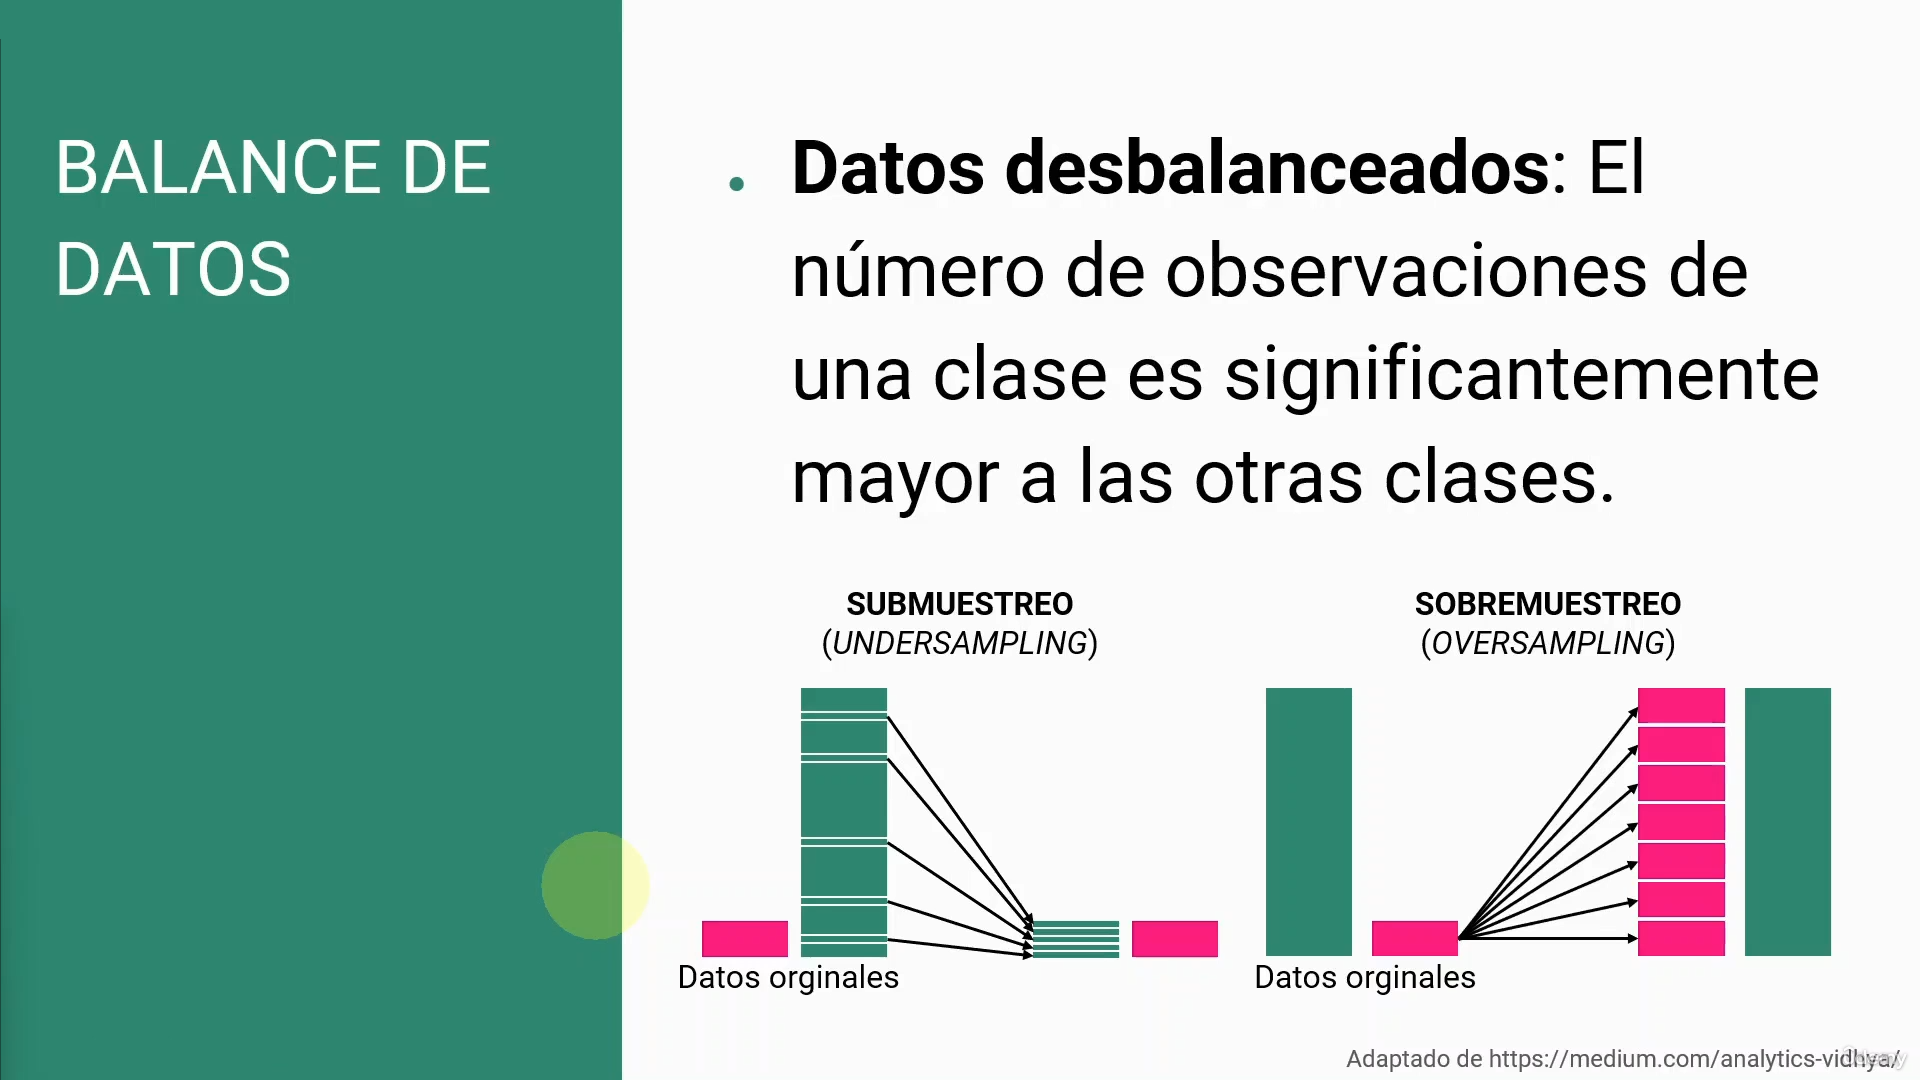 BALANCE DE
DATOS
Datos desbalanceados: El
número de observaciones de
una clase es significantemente
mayor a las otras clases.
SUBMUESTREO
(UNDERSAMPLING)
SOBREMUESTREO
(OVERSAMPLING)
Datos orginales
Datos orginales
Adaptado de https://medium.com/analytics-vidhya/
Udemy